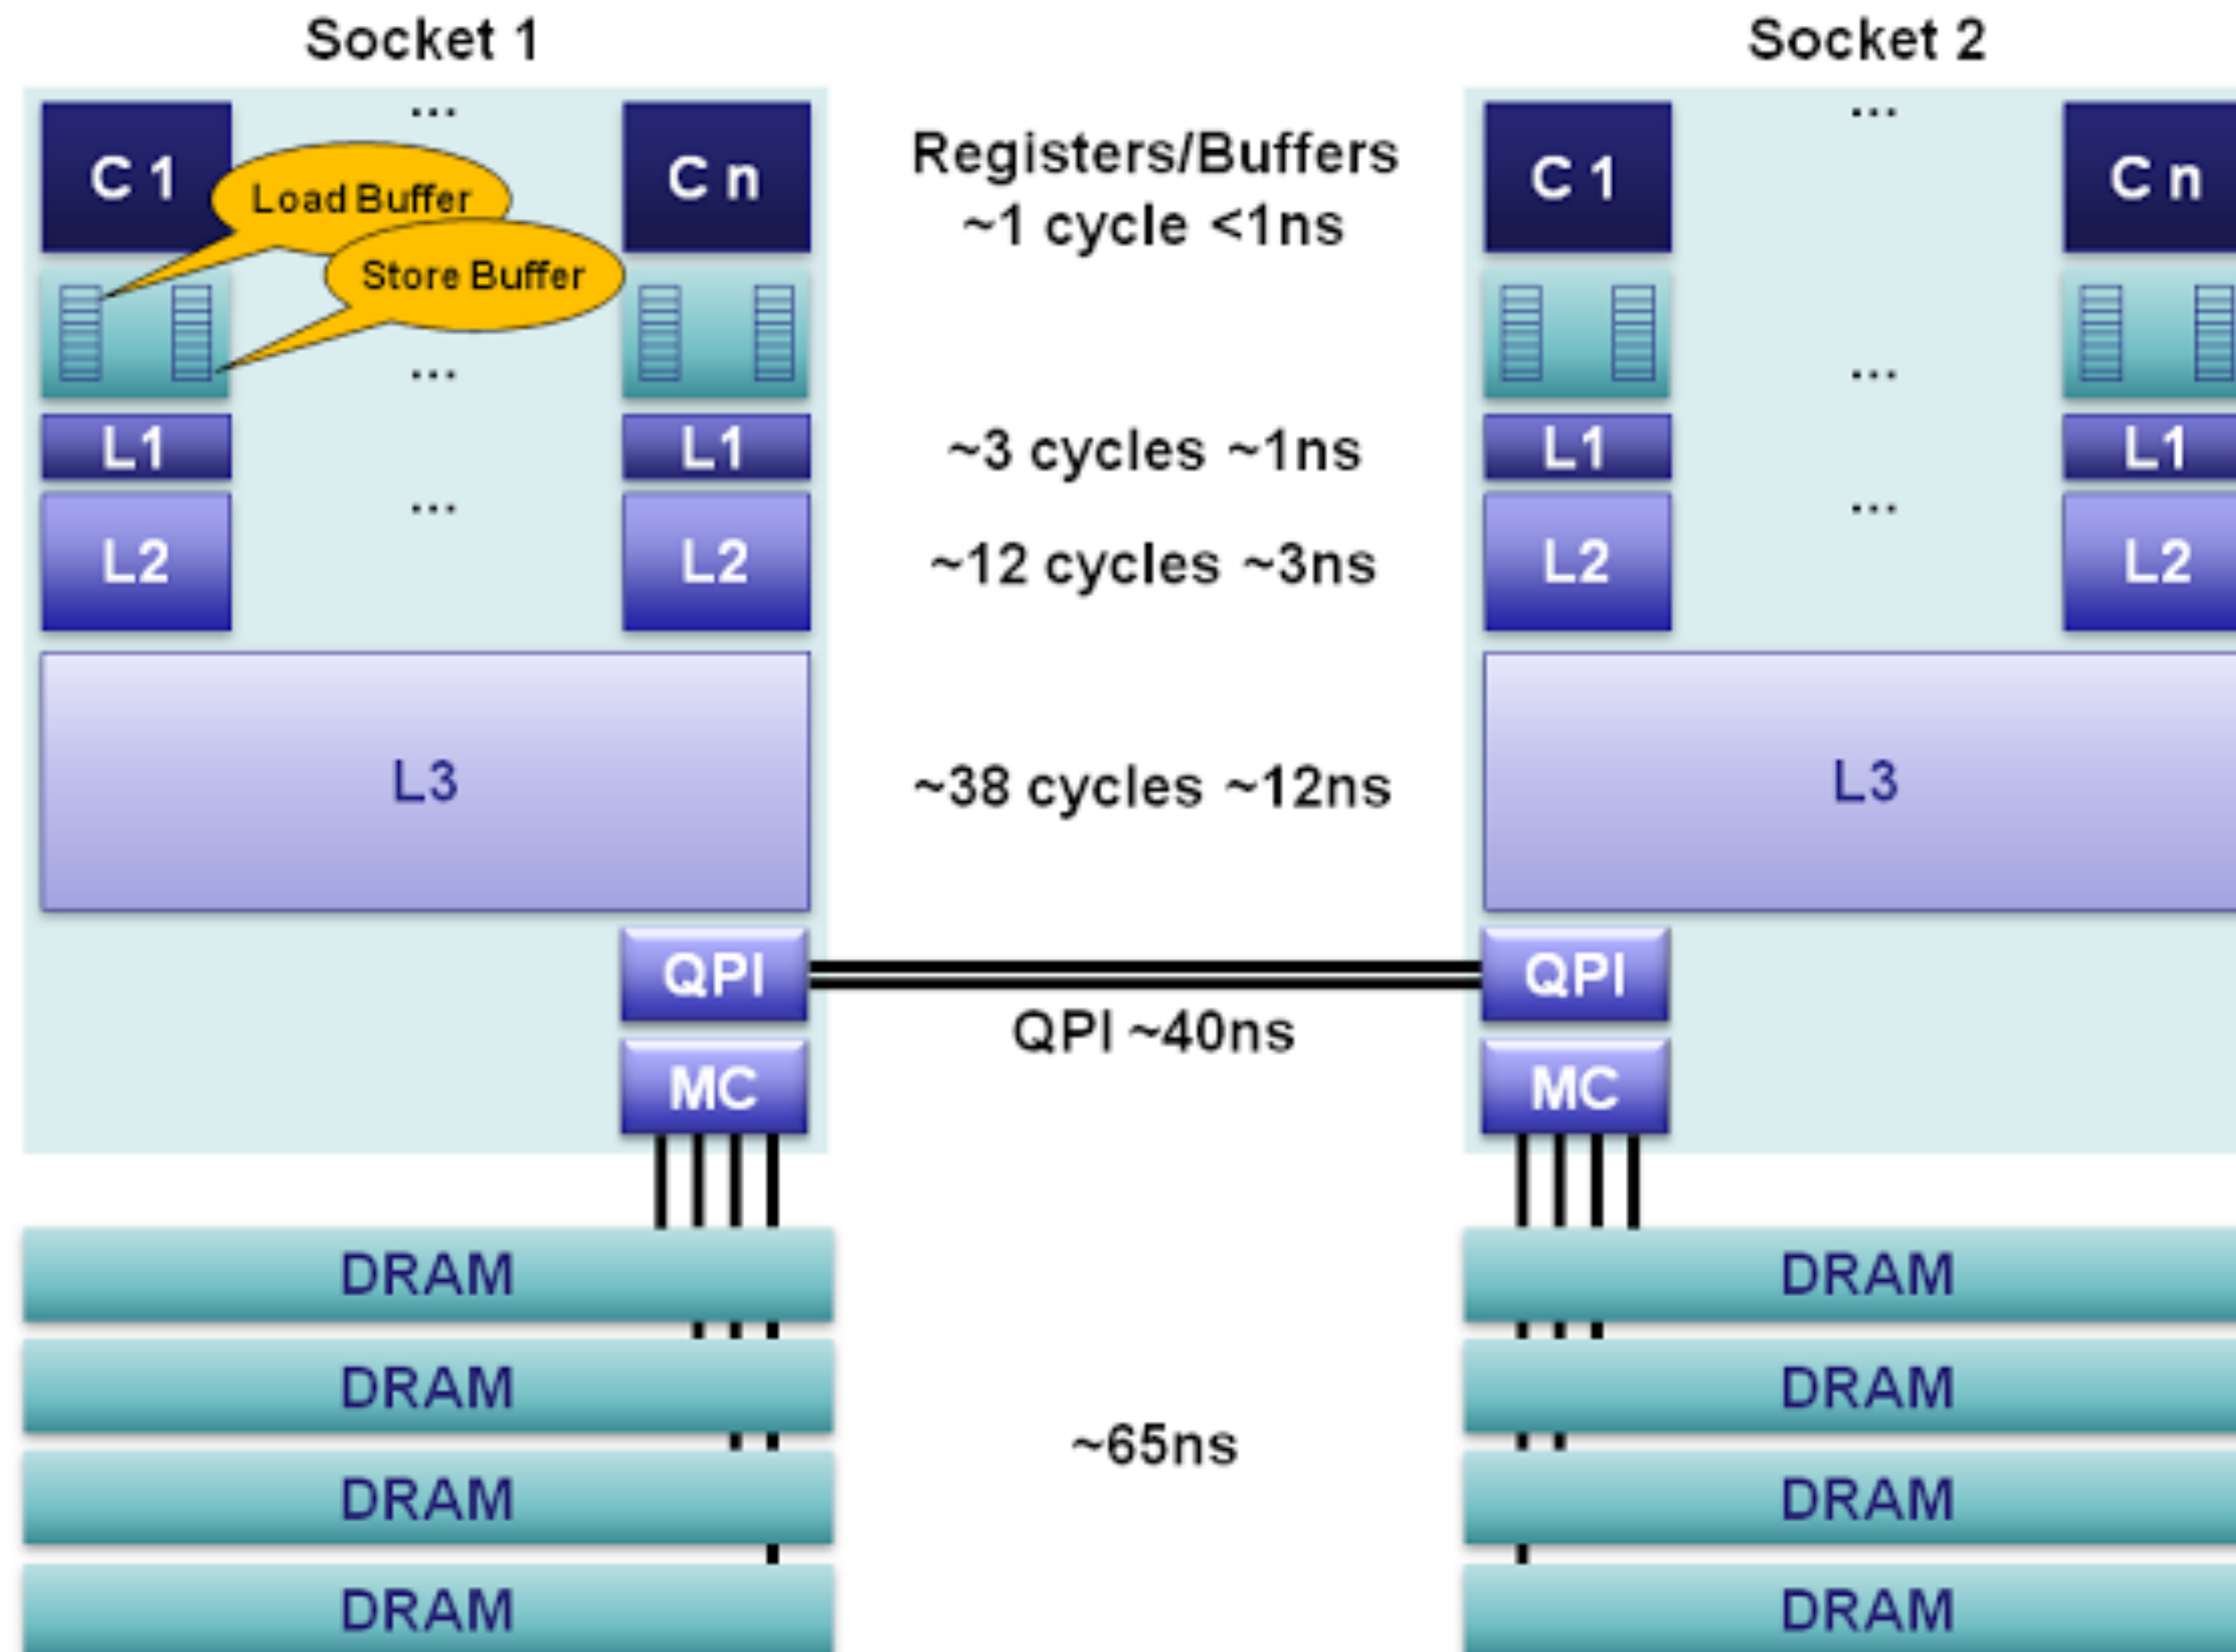 Socket 1
Socket 2
...
...
C 1
C n
Registers/Buffers
~1 cycle <1ns
C 1
C n
Load Buffer
Store Buffer
...
...
L1
L1
~3 cycles ~1ns
L1
L1
...
...
L2
L2
~12 cycles ~3ns
L2
L2
L3
~38 cycles ~12ns
L3
QPI
QPI
QPI ~40ns
MC
MC
DRAM
DRAM
DRAM
DRAM
~65ns
DRAM
DRAM
DRAM
DRAM